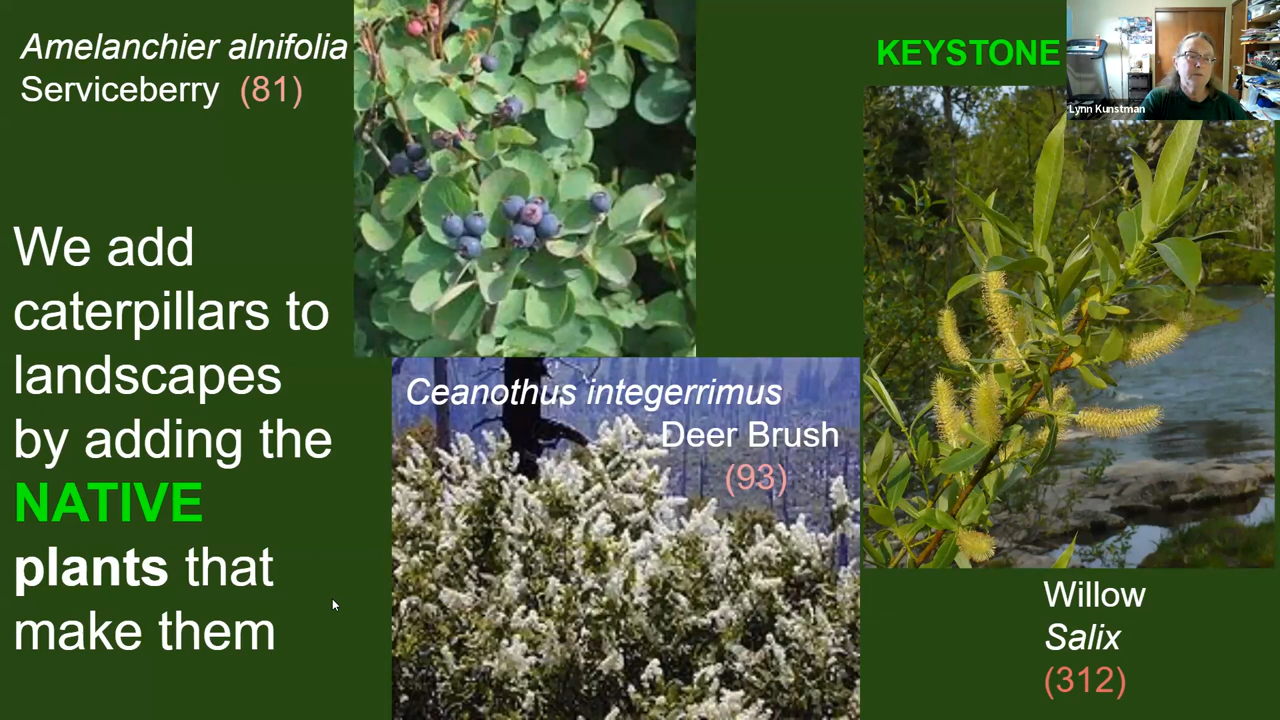 Amelanchier alnifolia
Serviceberry (81)
We add
caterpillars to
landscapes
by adding the
NATIVE
plants that
make them
Ceanothus integerrimus
Deer Brush
(93)
KEYSTONE
Lynn Kunstman
Willow
Salix
(312)